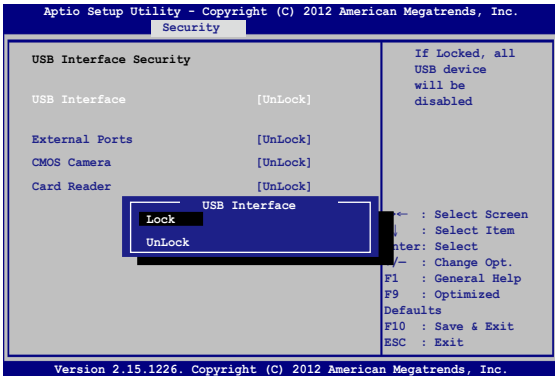 Aptio Setup Utility - Copyright (C) 2012 American Megatrends, Inc.
Security
USB Interface Security
USB Interface [UnLock]
External Ports [UnLock]
CMOS Camera [UnLock]
Card Reader [UnLock]
USB Interface
Lock
UnLock
If Locked, all
USB device
will be
disabled
←  : Select Screen
↓  : Select Item
nter: Select
/—  : Change Opt.
F1  : General Help
F9  : Optimized
Defaults
F10  : Save & Exit
ESC  : Exit
Version 2.15.1226. Copyright (C) 2012 American Megatrends, Inc.